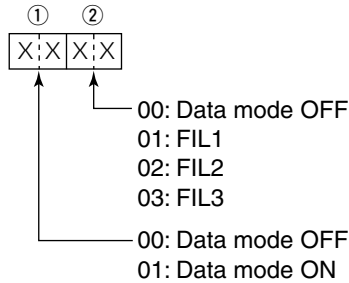 ① ②
X X X X
00: Data mode OFF
01: FIL1
02: FIL2
03: FIL3
00: Data mode OFF
01: Data mode ON